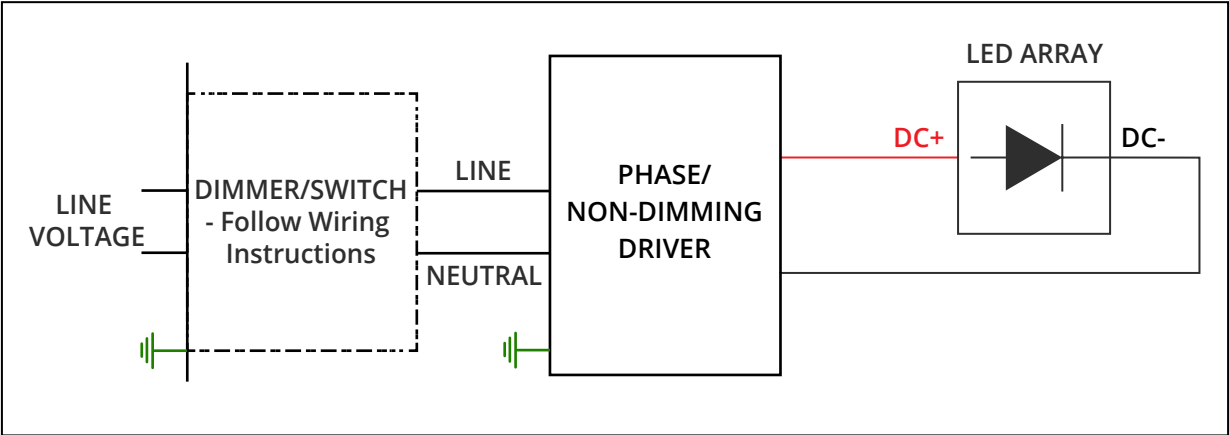 LINE
VOLTAGE
DIMMER/SWITCH
- Follow Wiring
Instructions
LINE
NEUTRAL
PHASE/
NON-DIMMING
DRIVER
LED ARRAY
DC+
DC-